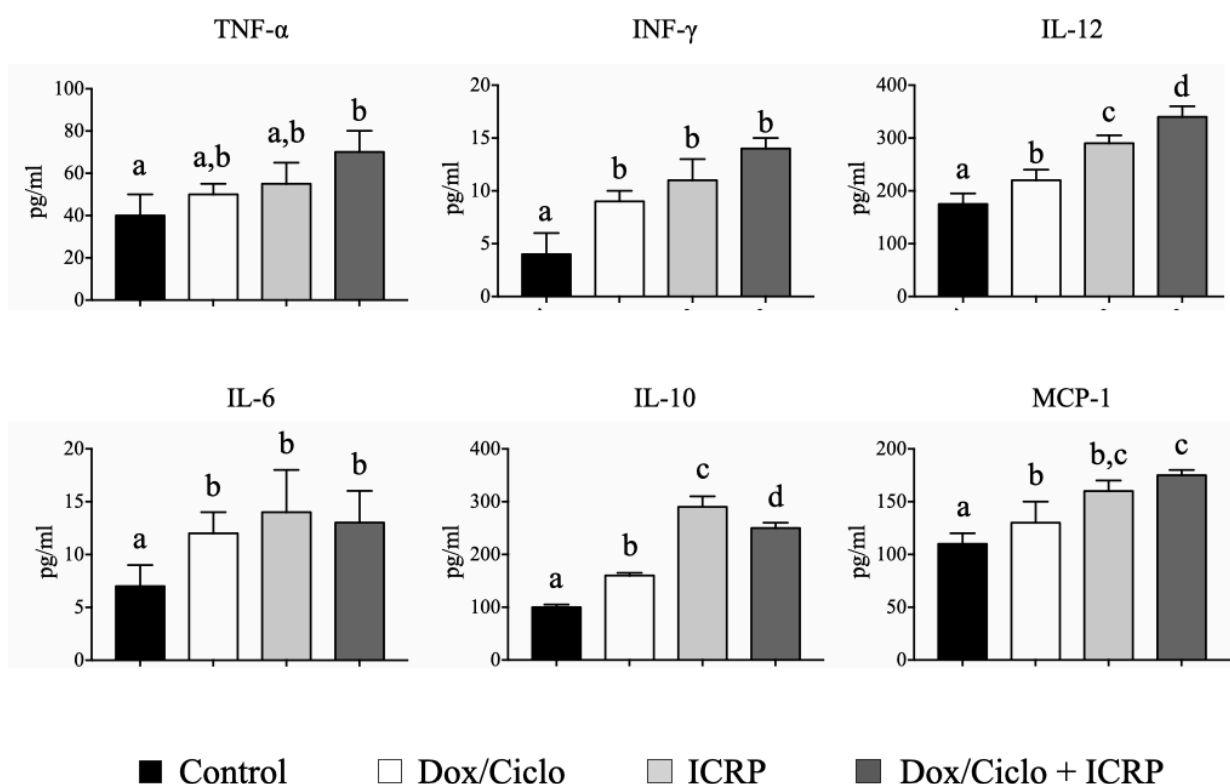 TNF-α INF-γ IL-12
100 80 60 40 20 0
pg/ml
a a,b a,b b
20 15 10 5 0
pg/ml
a b b b
400 300 200 100 0
pg/ml
a b c d
IL-6 IL-10 MCP-1
20 15 10 5 0
pg/ml
a b b b
400 300 200 100 0
pg/ml
a b c d
200 150 100 50 0
pg/ml
a b b,c c
Control Dox/Ciclo ICRP Dox/Ciclo + ICRP